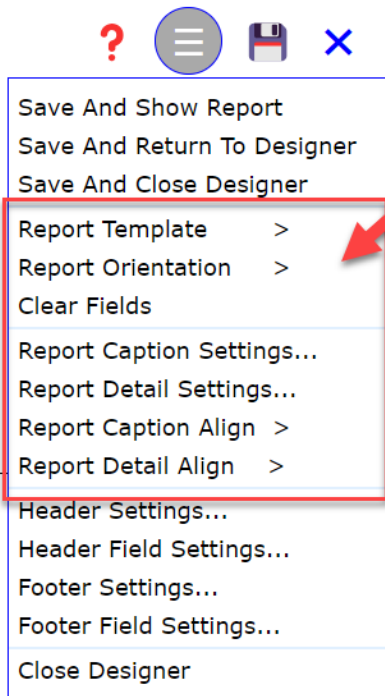 ?
Save And Show Report
Save And Return To Designer
Save And Close Designer
Report Template >
Report Orientation >
Clear Fields
Report Caption Settings...
Report Detail Settings...
Report Caption Align >
Report Detail Align >
Header Settings...
Header Field Settings...
Footer Settings...
Footer Field Settings...
Close Designer